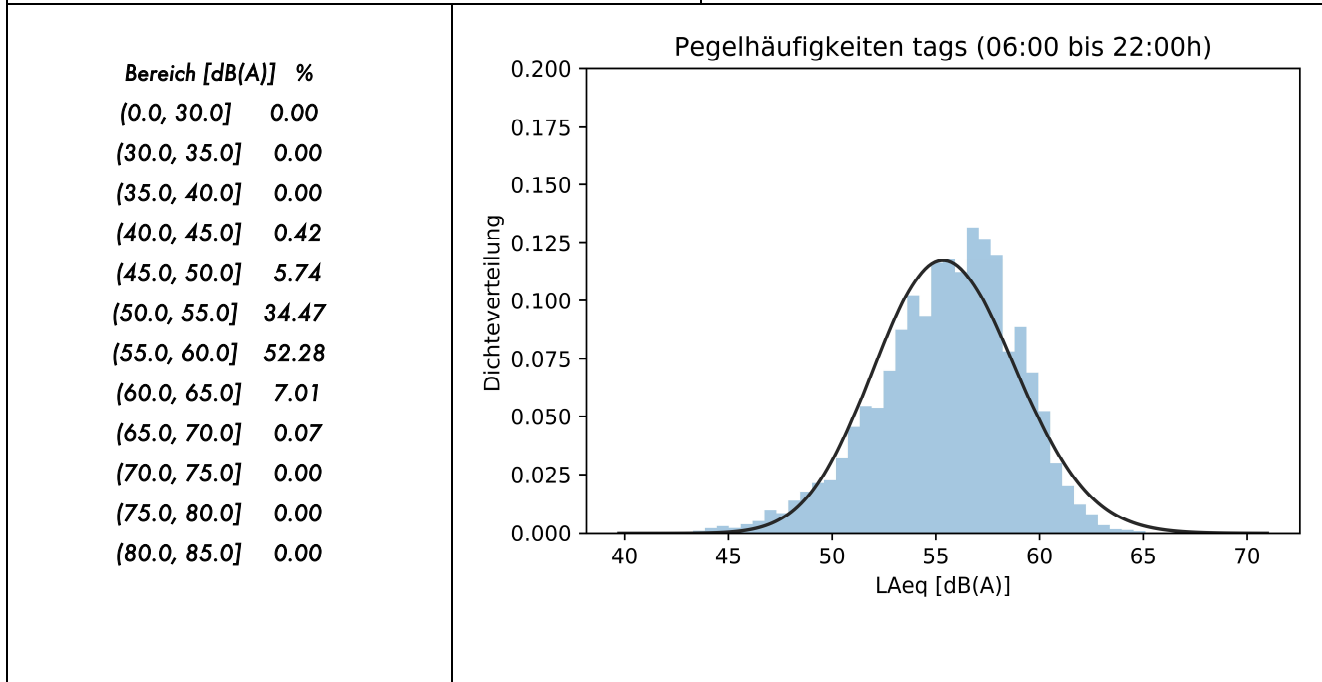 Bereich [dB(A)] %
(0.0, 30.0] 0.00
(30.0, 35.0] 0.00
(35.0, 40.0] 0.00
(40.0, 45.0] 0.42
(45.0, 50.0] 5.74
(50.0, 55.0] 34.47
(55.0, 60.0] 52.28
(60.0, 65.0] 7.01
(65.0, 70.0] 0.07
(70.0, 75.0] 0.00
(75.0, 80.0] 0.00
(80.0, 85.0] 0.00
Pegelhäufigkeiten tags (06:00 bis 22:00h)
0.200
0.175
0.150
0.125
0.100
0.075
0.050
0.025
0.000
Dichteverteilung
40 45 50 55 60 65 70
LAeq [dB(A)]